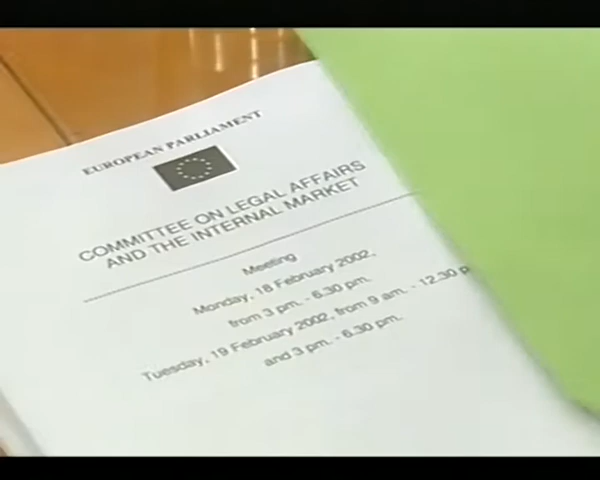 EUROPEAN PARLIAMENT
COMMITTEE ON LEGAL AFFAIRS
AND THE INTERNAL MARKET
Meeting
Monday, 18 February 2002,
from 3 pm. - 6.30 pm.
Tuesday, 19 February 2002, from 9 am. - 12.30 p
and 3 pm. - 6.30 pm.